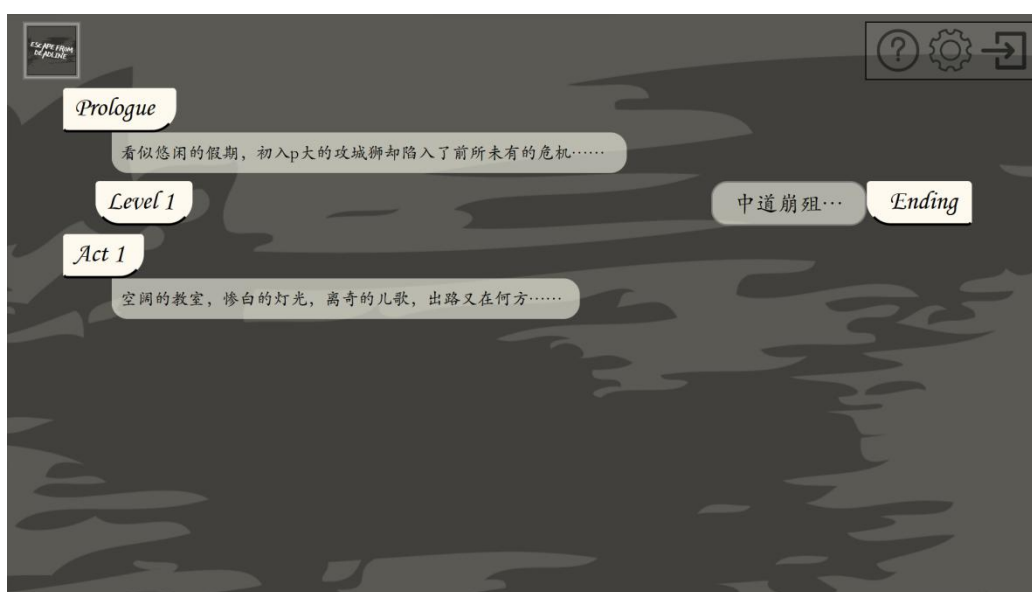 ESCAPE FROM
DEADLINE
Prologue
看似悠闲的假期，初入p大的攻城狮却陷入了前所未有的危机……
Level 1
中道崩殂…
Ending
Act 1
空阔的教室，惨白的灯光，离奇的儿歌，出路又在何方……